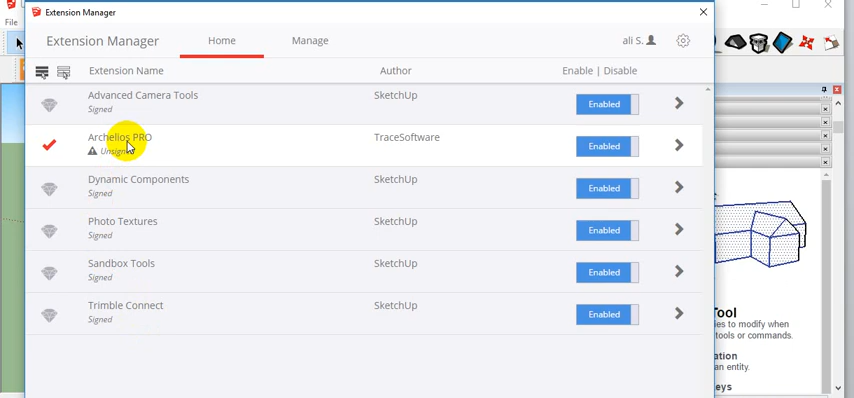 Extension Manager
File
Extension Manager
Home
Manage
ali S.
Extension Name
Author
Enable | Disable
Advanced Camera Tools
Signed
SketchUp
Enabled
Archelios PRO
Unsigned
TraceSoftware
Enabled
Dynamic Components
Signed
SketchUp
Enabled
Photo Textures
Signed
SketchUp
Enabled
Sandbox Tools
Signed
SketchUp
Enabled
Trimble Connect
Signed
SketchUp
Enabled
Tool
ies to modify when
tools or commands.
ation
an entity.
eys